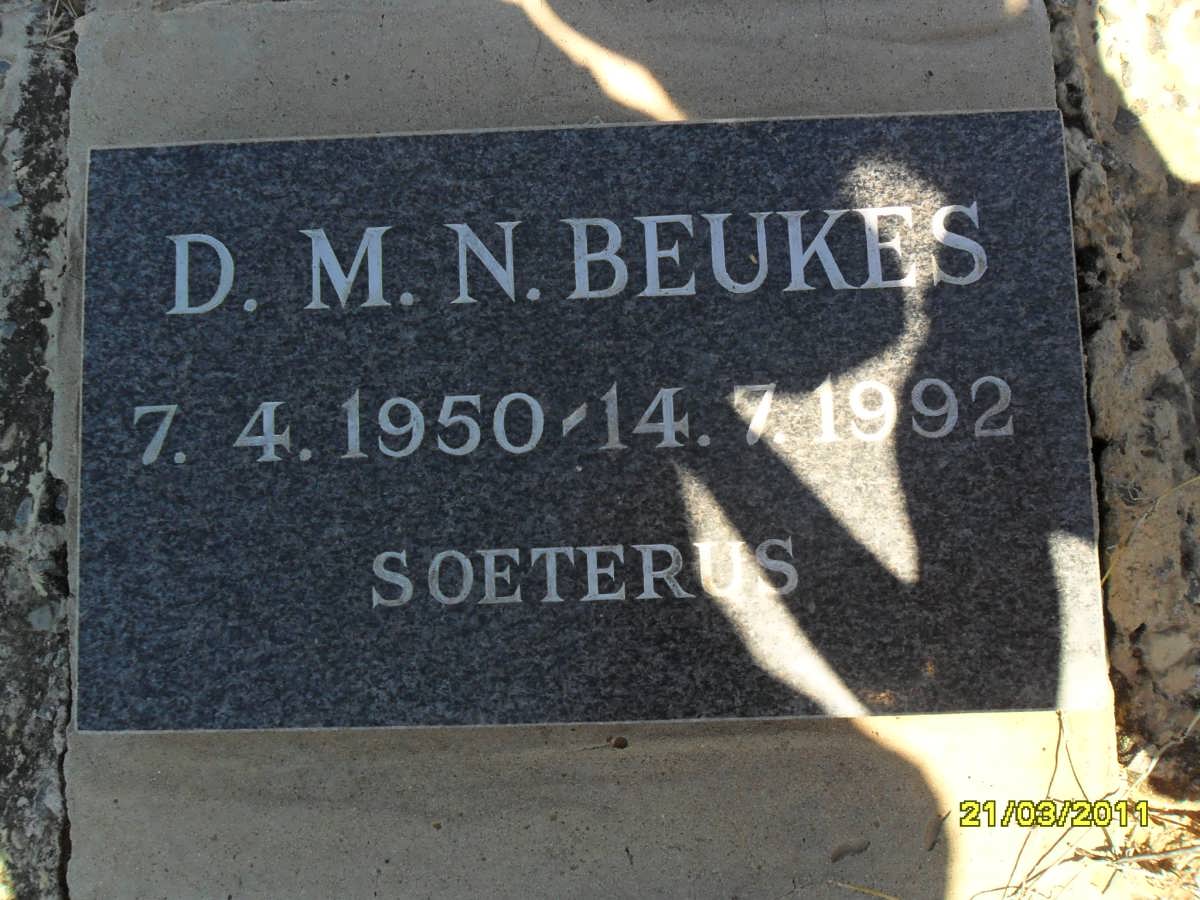 D. M. N. BEUKES
7. 4. 1950 - 14. 7. 1992
SOETERUS
21/03/2011